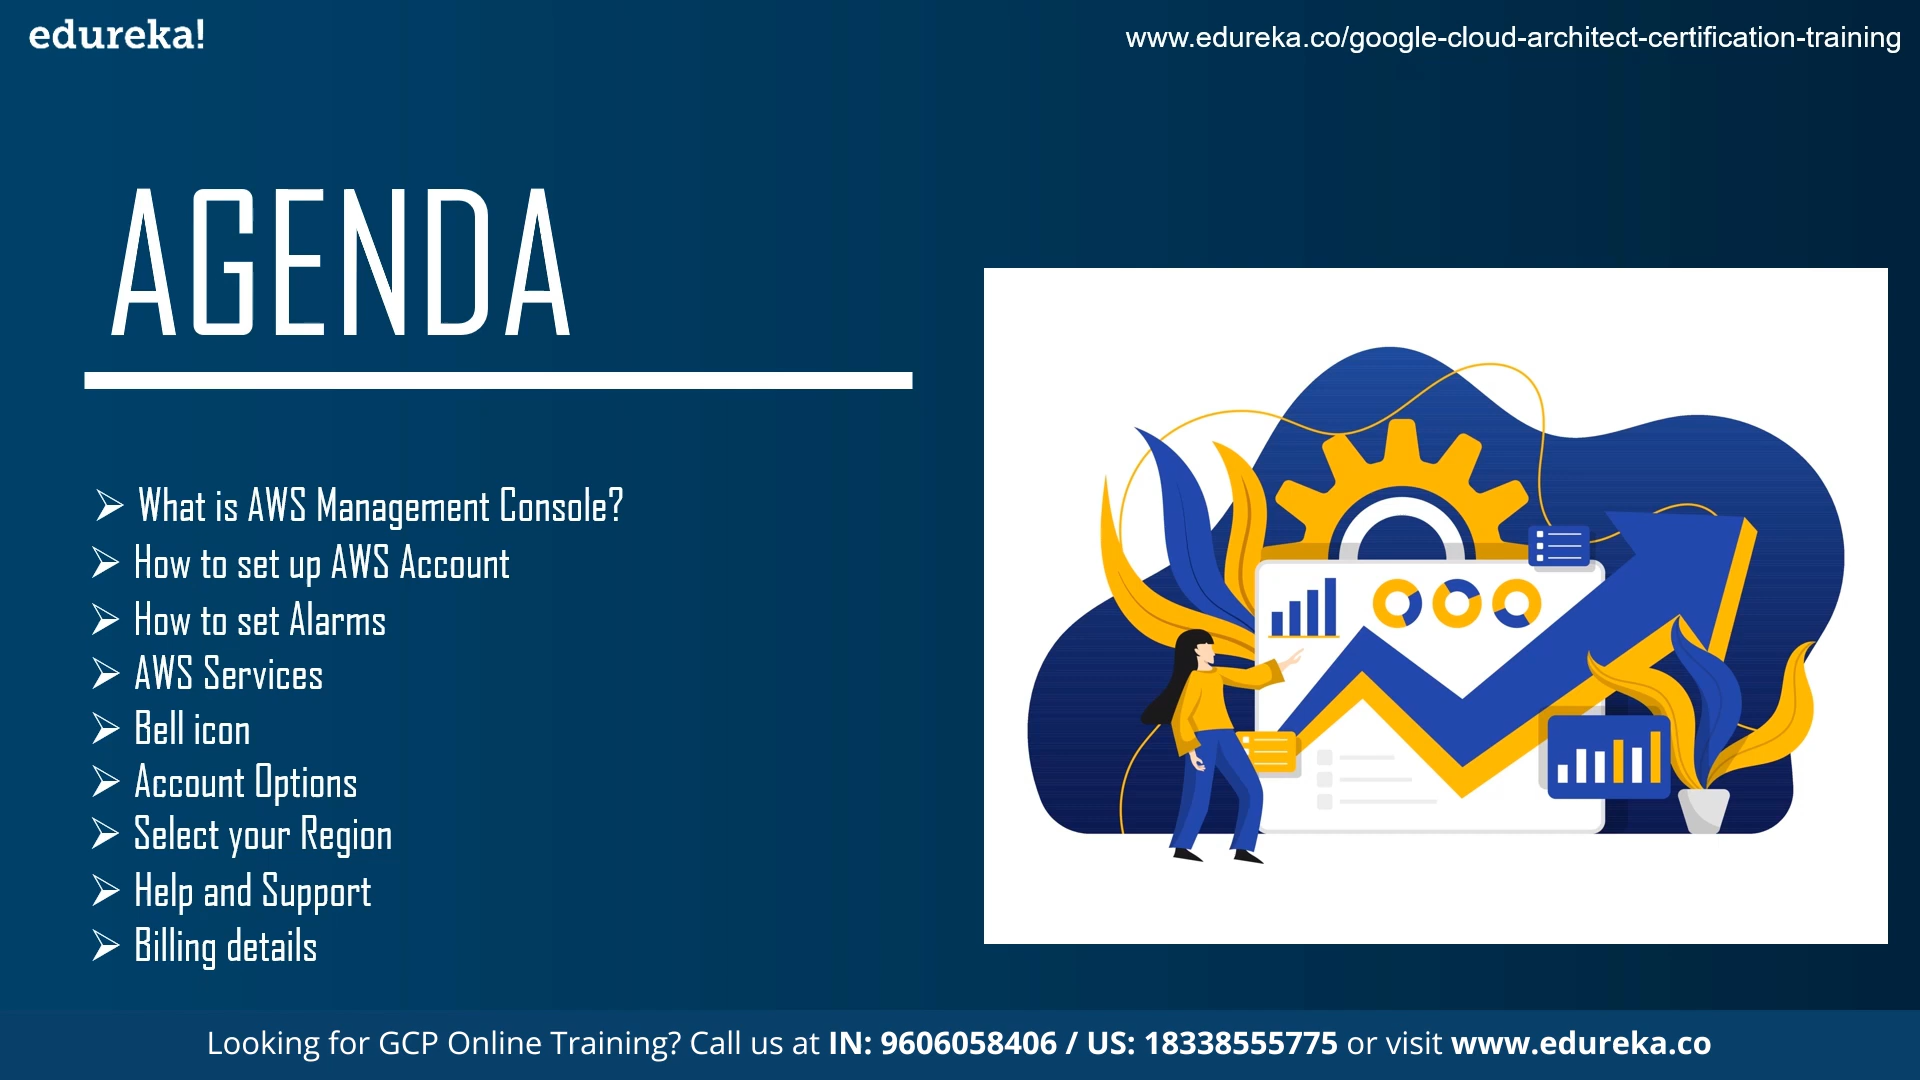 edureka!
www.edureka.co/google-cloud-architect-certification-training
AGENDA
➢ What is AWS Management Console?
➢ How to set up AWS Account
➢ How to set Alarms
➢ AWS Services
➢ Bell icon
➢ Account Options
➢ Select your Region
➢ Help and Support
➢ Billing details
Looking for GCP Online Training? Call us at IN: 9606058406 / US: 18338555775 or visit www.edureka.co